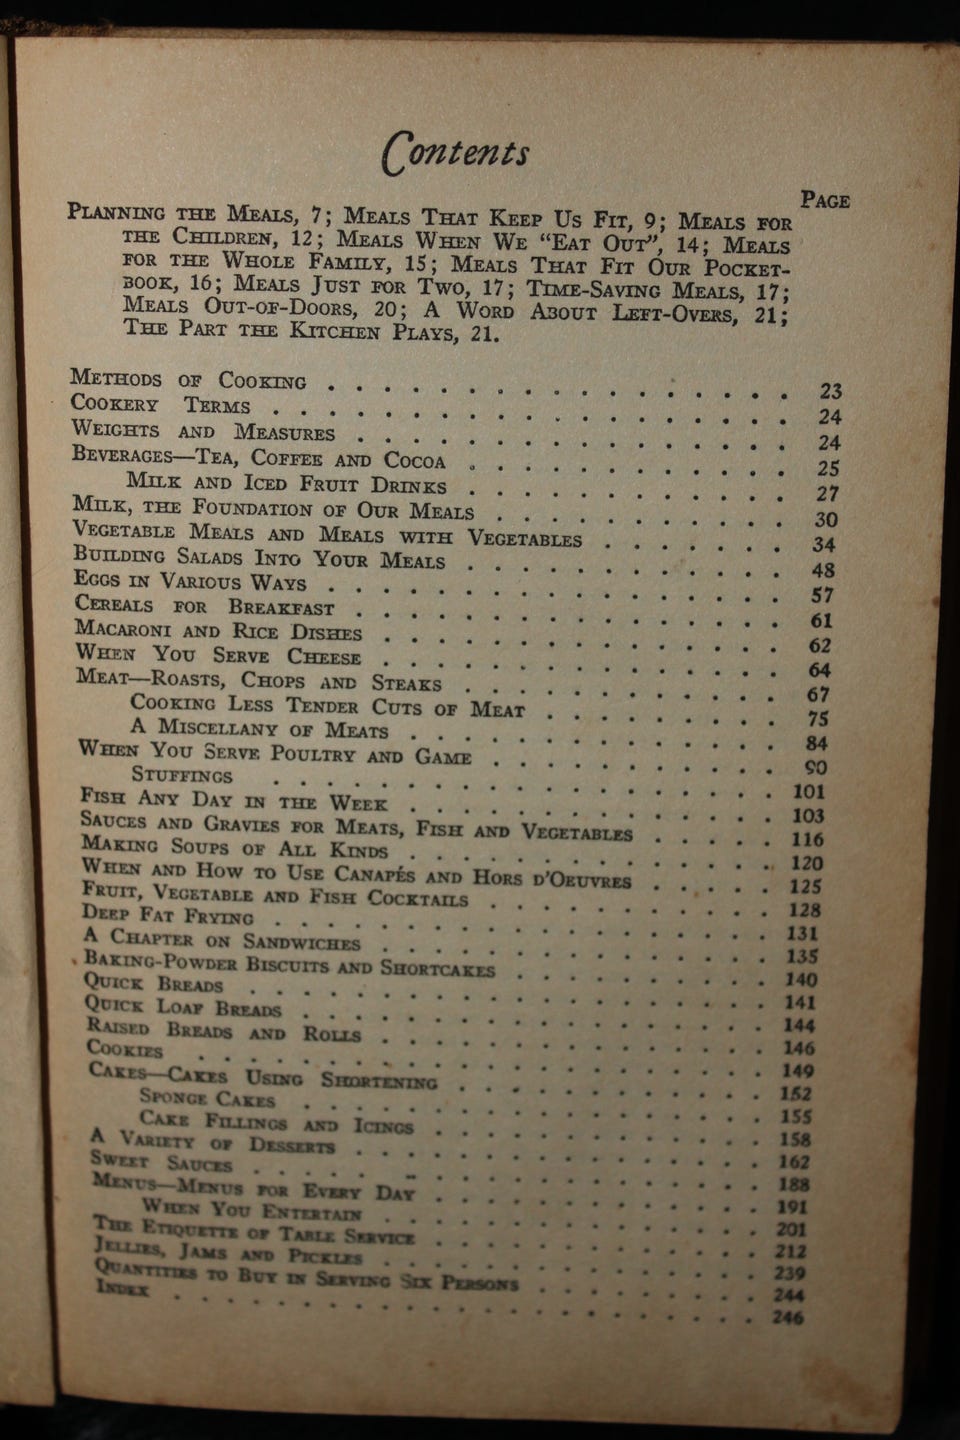 Contents
PAGE
PLANNING THE MEALS, 7; MEALS THAT KEEP US FIT, 9; MEALS FOR
THE CHILDREN, 12; MEALS WHEN WE "EAT OUT", 14; MEALS
FOR THE WHOLE FAMILY, 15; MEALS THAT FIT OUR POCKET-
BOOK, 16; MEALS JUST FOR TWO, 17; TIME-SAVING MEALS, 17;
MEALS OUT-OF-DOORS, 20; A WORD ABOUT LEFT-OVERS, 21;
THE PART THE KITCHEN PLAYS, 21.
METHODS OF COOKING . . . . . . . . . . . . . . . . . 23
COOKERY TERMS . . . . . . . . . . . . . . . . . . . 24
WEIGHTS AND MEASURES . . . . . . . . . . . . . . . . 24
BEVERAGES—TEA, COFFEE AND COCOA . . . . . . . . . . . . 25
MILK AND ICED FRUIT DRINKS . . . . . . . . . . . . 27
MILK, THE FOUNDATION OF OUR MEALS . . . . . . . . . . . 30
VEGETABLE MEALS AND MEALS WITH VEGETABLES . . . . . . . 34
BUILDING SALADS INTO YOUR MEALS . . . . . . . . . . . . 48
EGGS IN VARIOUS WAYS . . . . . . . . . . . . . . . . . 57
CEREALS FOR BREAKFAST . . . . . . . . . . . . . . . . 61
MACARONI AND RICE DISHES . . . . . . . . . . . . . . . 62
WHEN YOU SERVE CHEESE . . . . . . . . . . . . . . . 64
MEAT—ROASTS, CHOPS AND STEAKS . . . . . . . . . . . . 67
COOKING LESS TENDER CUTS OF MEAT . . . . . . . . . 75
A MISCELLANY OF MEATS . . . . . . . . . . . . . . 84
WHEN YOU SERVE POULTRY AND GAME . . . . . . . . . . . 90
STUFFINGS . . . . . . . . . . . . . . . . . . . 101
FISH ANY DAY IN THE WEEK . . . . . . . . . . . . . . 103
SAUCES AND GRAVIES FOR MEATS, FISH AND VEGETABLES . . . . . 116
MAKING SOUPS OF ALL KINDS . . . . . . . . . . . . . . 120
WHEN AND HOW TO USE CANAPÉS AND HORS D'OEUVRES . . . . . 125
FRUIT, VEGETABLE AND FISH COCKTAILS . . . . . . . . . . . 128
DEEP FAT FRYING . . . . . . . . . . . . . . . . . . . 131
A CHAPTER ON SANDWICHES . . . . . . . . . . . . . . . 135
BAKING-POWDER BISCUITS AND SHORTCAKES . . . . . . . . . . 140
QUICK BREADS . . . . . . . . . . . . . . . . . . . . 141
QUICK LOAF BREADS . . . . . . . . . . . . . . . . . . 144
RAISED BREADS AND ROLLS . . . . . . . . . . . . . . . 146
COOKIES . . . . . . . . . . . . . . . . . . . . . . 149
CAKES—CAKES USING SHORTENING . . . . . . . . . . . . 152
SPONGE CAKES . . . . . . . . . . . . . . . . . . 155
CAKE FILLINGS AND ICINGS . . . . . . . . . . . . . 158
A VARIETY OF DESSERTS . . . . . . . . . . . . . . . . 162
SWEET SAUCES . . . . . . . . . . . . . . . . . . . . 188
MENUS—MENUS FOR EVERY DAY . . . . . . . . . . . . . 191
WHEN YOU ENTERTAIN . . . . . . . . . . . . . . . 201
THE ETIQUETTE OF TABLE SERVICE . . . . . . . . . . . . . 212
JELLIES, JAMS AND PICKLES . . . . . . . . . . . . . . . 239
QUANTITIES TO BUY IN SERVING SIX PERSONS . . . . . . . . . 244
INDEX . . . . . . . . . . . . . . . . . . . . . . . 246